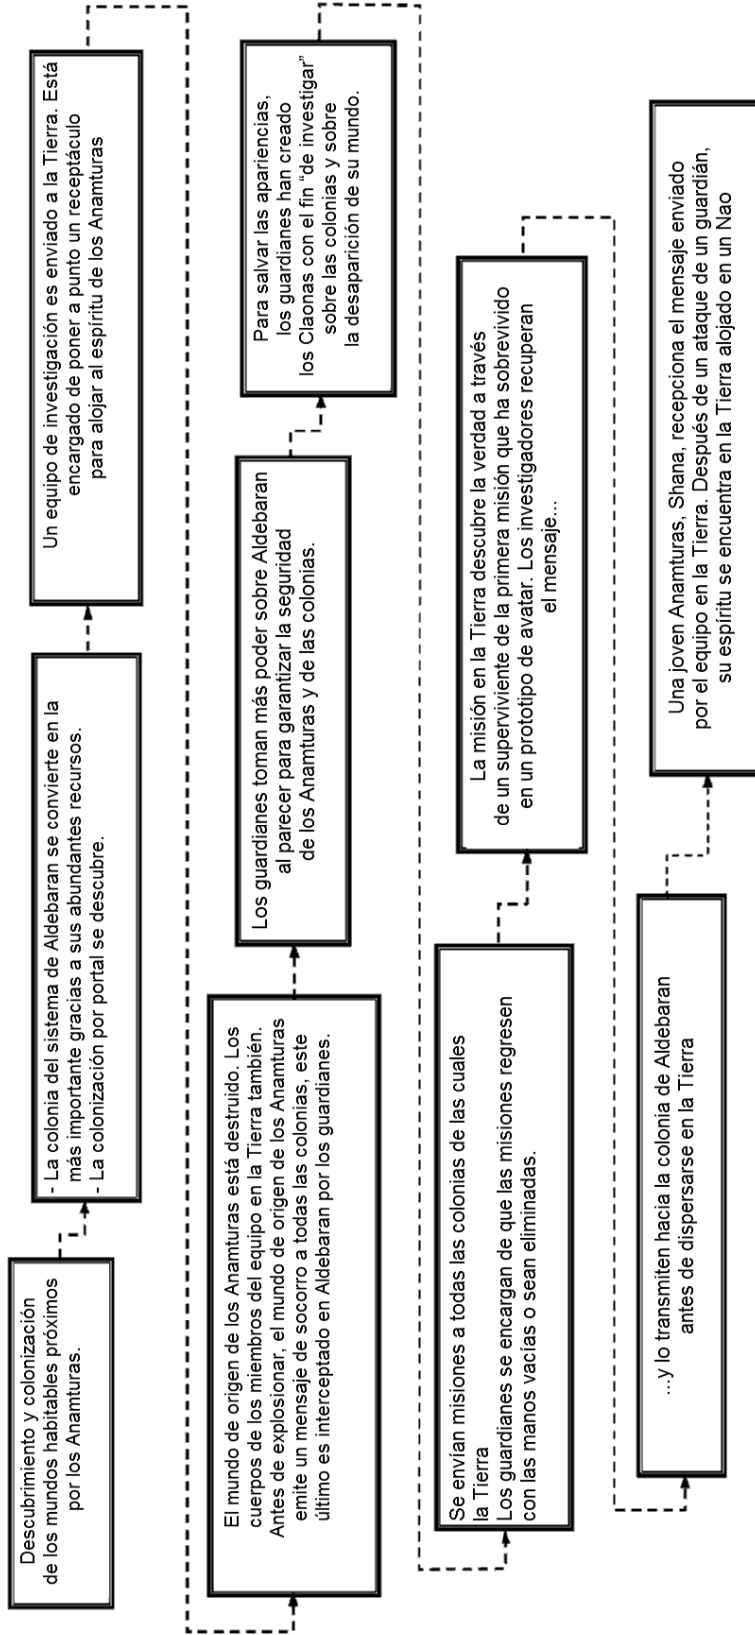 Descubrimiento y colonización
de los mundos habitables próximos
por los Anamturas.
- La colonia del sistema de Aldebaran se convierte en la
más importante gracias a sus abundantes recursos.
- La colonización por portal se descubre.
Un equipo de investigación es enviado a la Tierra. Está
encargado de poner a punto un receptáculo
para alojar al espíritu de los Anamturas
El mundo de origen de los Anamturas está destruido. Los
cuerpos de los miembros del equipo en la Tierra también.
Antes de explosionar, el mundo de origen de los Anamturas
emite un mensaje de socorro a todas las colonias, este
último es interceptado en Aldebaran por los guardianes.
Los guardianes toman más poder sobre Aldebaran
al parecer para garantizar la seguridad
de los Anamturas y de las colonias.
Para salvar las apariencias,
los guardianes han creado
los Claonas con el fin “de investigar”
sobre las colonias y sobre
la desaparición de su mundo.
Se envían misiones a todas las colonias de las cuales
la Tierra
Los guardianes se encargan de que las misiones regresen
con las manos vacías o sean eliminadas.
La misión en la Tierra descubre la verdad a través
de un superviviente de la primera misión que ha sobrevivido
en un prototipo de avatar. Los investigadores recuperan
el mensaje...
...y lo transmiten hacia la colonia de Aldebaran
antes de dispersarse en la Tierra
Una joven Anamturas, Shana, recepciona el mensaje enviado
por el equipo en la Tierra. Después de un ataque de un guardián,
su espíritu se encuentra en la Tierra alojado en un Nao